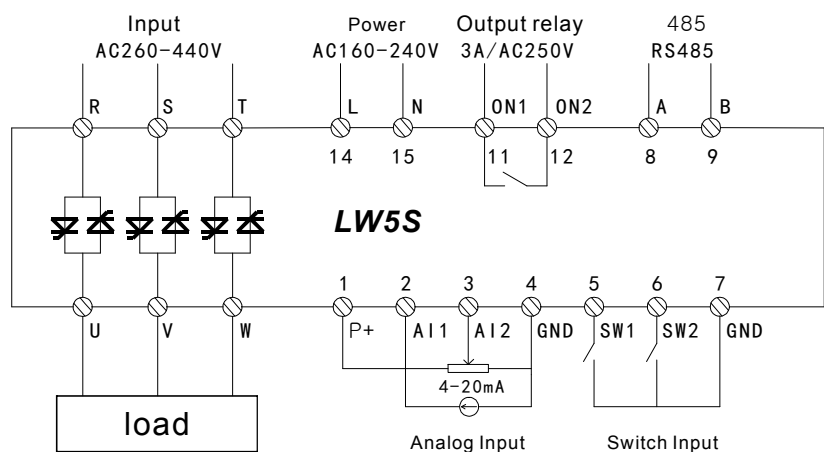 Input Power Output relay 485
AC260-440V AC160-240V 3A/AC250V RS485
R S T L N ON1 ON2 A B
14 15 11 12 8 9
LW5S
1 2 3 4 5 6 7
U V W P+ AI1 AI2 GND SW1 SW2 GND
4-20mA
load
Analog Input Switch Input